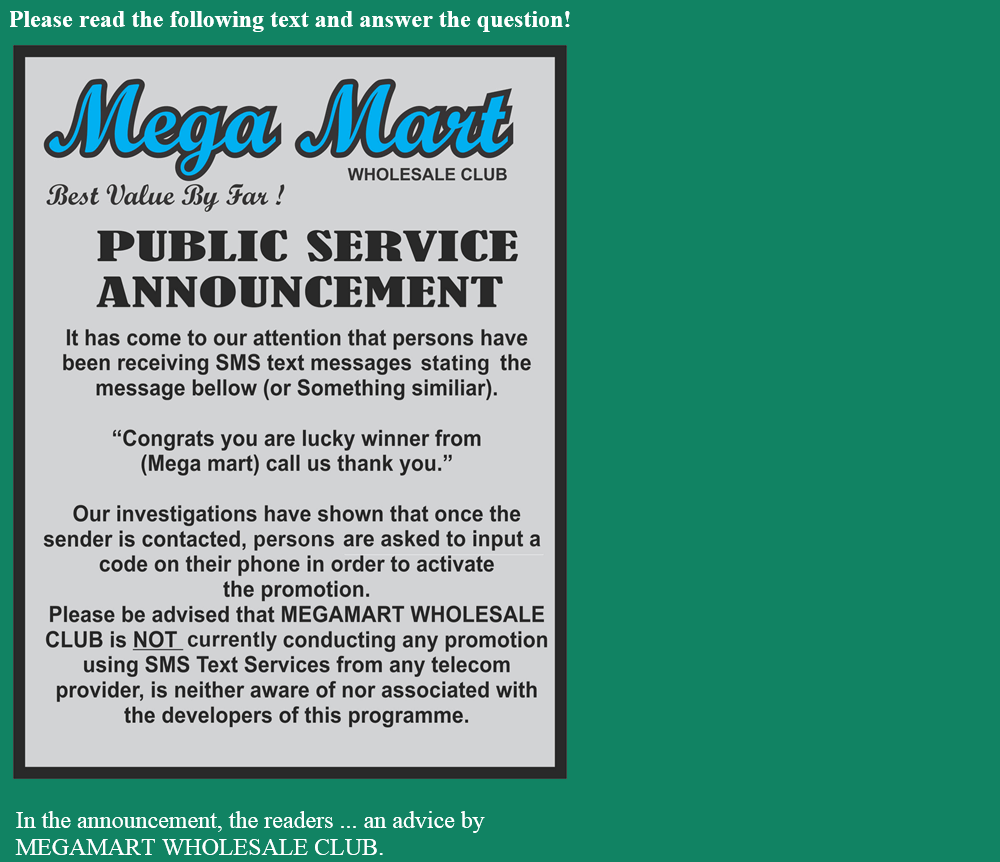 Please read the following text and answer the question!
Mega Mart
WHOLESALE CLUB
Best Value By Far !
PUBLIC SERVICE
ANNOUNCEMENT
It has come to our attention that persons have
been receiving SMS text messages stating the
message bellow (or Something similiar).
“Congrats you are lucky winner from
(Mega mart) call us thank you.”
Our investigations have shown that once the
sender is contacted, persons are asked to input a
code on their phone in order to activate
the promotion.
Please be advised that MEGAMART WHOLESALE
CLUB is NOT currently conducting any promotion
using SMS Text Services from any telecom
provider, is neither aware of nor associated with
the developers of this programme.
In the announcement, the readers ... an advice by
MEGAMART WHOLESALE CLUB.